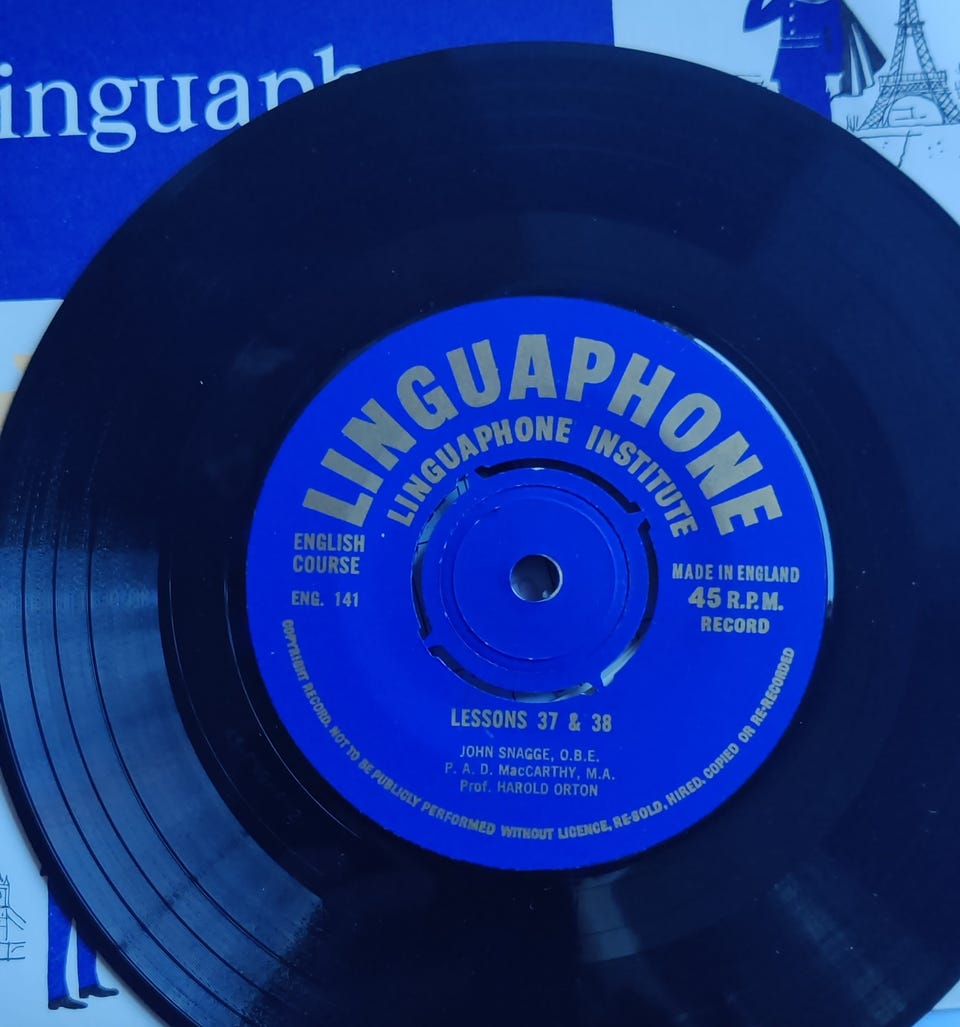 inguaph
LINGUAPHONE
LINGUAPHONE INSTITUTE
ENGLISH
COURSE
ENG. 141
MADE IN ENGLAND
45 R.P.M.
RECORD
LESSONS 37 & 38
JOHN SNAGGE, O.B.E.
P. A. D. MacCARTHY, M.A.
Prof. HAROLD ORTON
COPYRIGHT RECORD. NOT TO BE PUBLICLY PERFORMED WITHOUT LICENCE, RE-SOLD, HIRED, COPIED OR RE-RECORDED